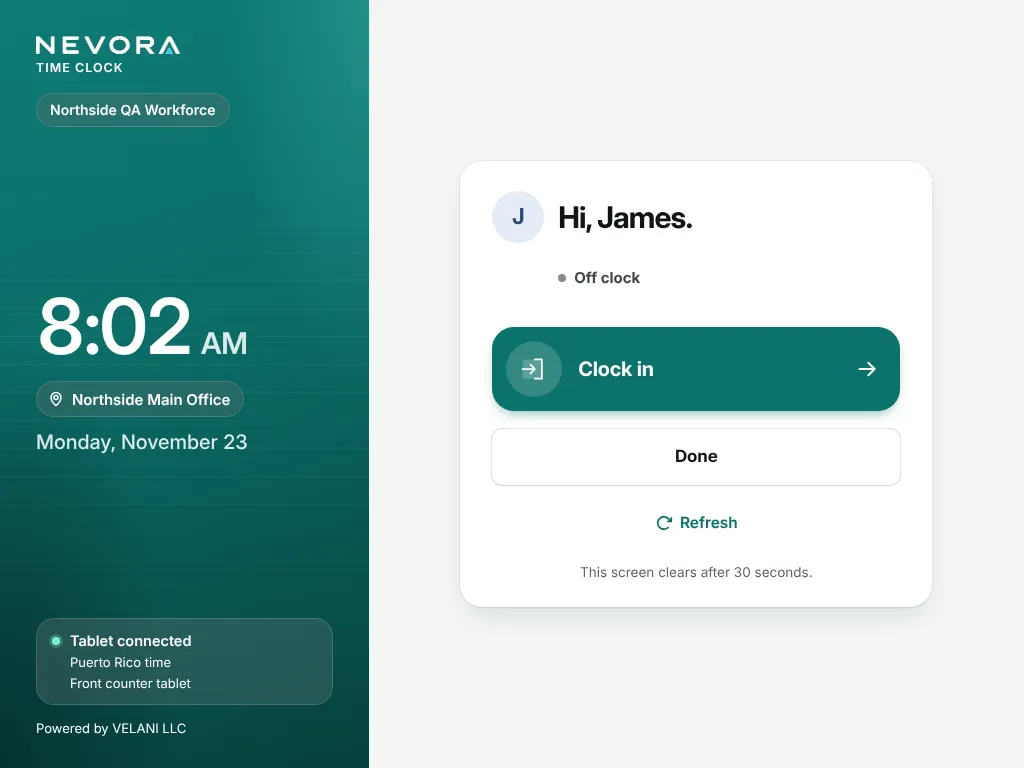 NEVORA
TIME CLOCK
Northside QA Workforce
8:02 AM
Northside Main Office
Monday, November 23
Tablet connected
Puerto Rico time
Front counter tablet
Powered by VELANI LLC
J
Hi, James.
Off clock
Clock in
Done
Refresh
This screen clears after 30 seconds.